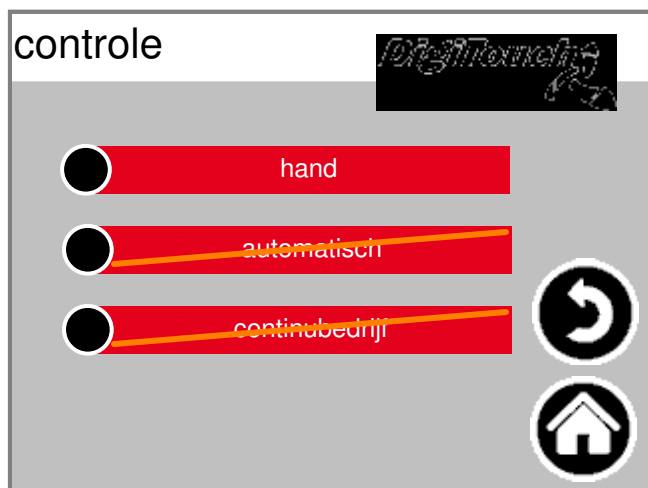 controle
DigiTouch
hand
automatisch
continubedrijf